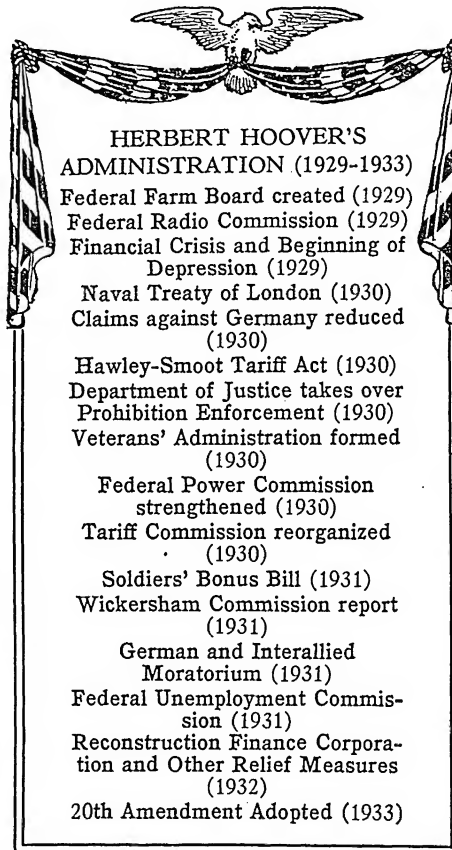 HERBERT HOOVER'S
ADMINISTRATION (1929-1933)
Federal Farm Board created (1929)
Federal Radio Commission (1929)
Financial Crisis and Beginning of
Depression (1929)
Naval Treaty of London (1930)
Claims against Germany reduced
(1930)
Hawley-Smoot Tariff Act (1930)
Department of Justice takes over
Prohibition Enforcement (1930)
Veterans' Administration formed
(1930)
Federal Power Commission
strengthened (1930)
Tariff Commission reorganized
(1930)
Soldiers' Bonus Bill (1931)
Wickersham Commission report
(1931)
German and Interallied
Moratorium (1931)
Federal Unemployment Commis-
sion (1931)
Reconstruction Finance Corpora-
tion and Other Relief Measures
(1932)
20th Amendment Adopted (1933)